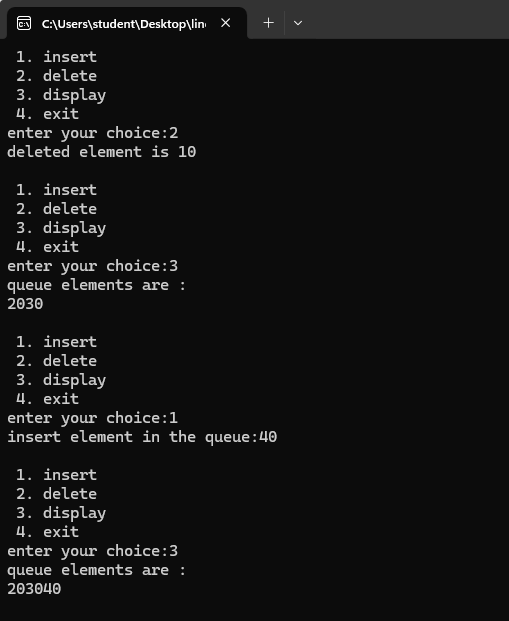 C:\Users\student\Desktop\lin
1. insert
2. delete
3. display
4. exit
enter your choice:2
deleted element is 10
1. insert
2. delete
3. display
4. exit
enter your choice:3
queue elements are :
2030
1. insert
2. delete
3. display
4. exit
enter your choice:1
insert element in the queue:40
1. insert
2. delete
3. display
4. exit
enter your choice:3
queue elements are :
203040